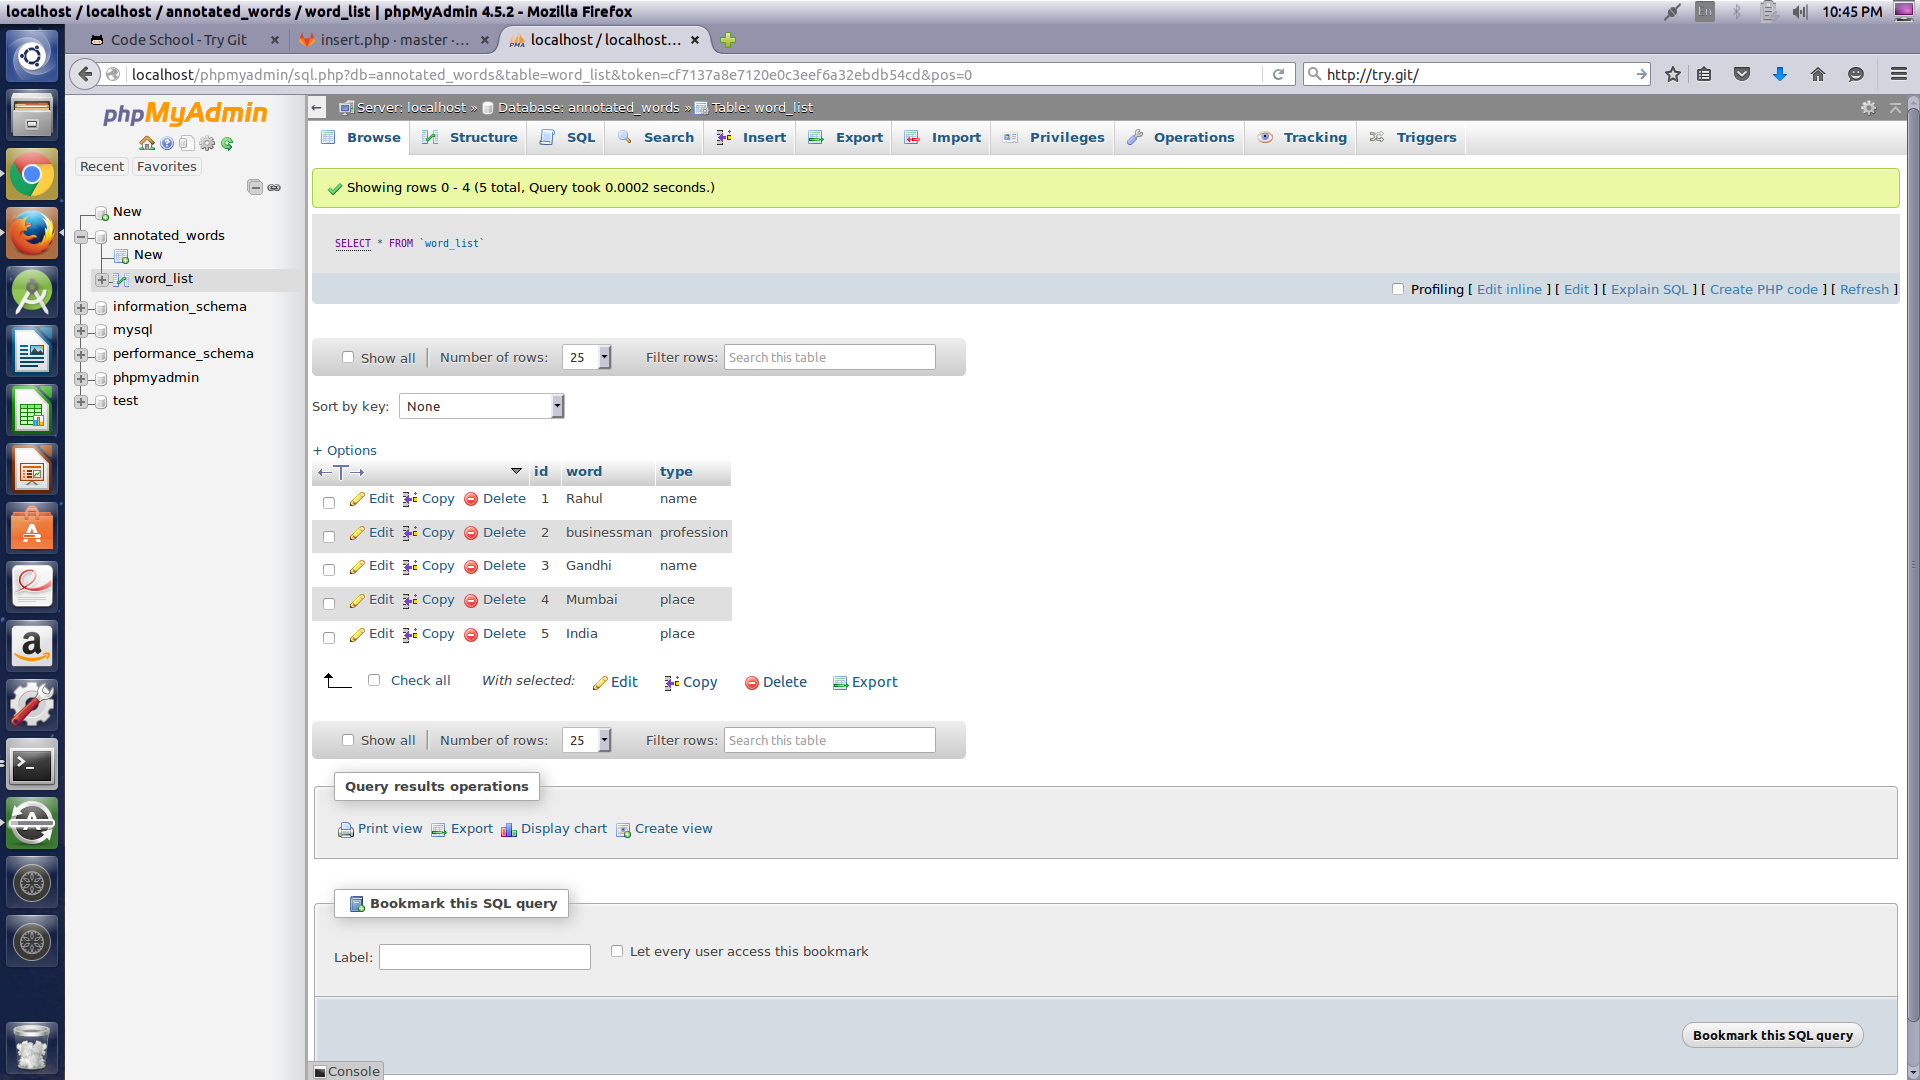 localhost / localhost / annotated_words / word_list | phpMyAdmin 4.5.2 - Mozilla Firefox
En
10:45 PM
Code School - Try Git
insert.php · master ·...
localhost / localhost...
localhost/phpmyadmin/sql.php?db=annotated_words&table=word_list&token=cf7137a8e7120e0c3eef6a32ebdb54cd&pos=0
http://try.git/
phpMyAdmin
Recent
Favorites
New
annotated_words
New
word_list
information_schema
mysql
performance_schema
phpmyadmin
test
Server: localhost » Database: annotated_words » Table: word_list
Browse Structure SQL Search Insert Export Import Privileges Operations Tracking Triggers
Showing rows 0 - 4 (5 total, Query took 0.0002 seconds.)
SELECT * FROM `word_list`
Profiling [ Edit inline ] [ Edit ] [ Explain SQL ] [ Create PHP code ] [ Refresh ]
Show all Number of rows: 25 Filter rows: Search this table
Sort by key: None
+ Options
←T→ id word type
Edit Copy Delete 1 Rahul name
Edit Copy Delete 2 businessman profession
Edit Copy Delete 3 Gandhi name
Edit Copy Delete 4 Mumbai place
Edit Copy Delete 5 India place
Check all With selected: Edit Copy Delete Export
Show all Number of rows: 25 Filter rows: Search this table
Query results operations
Print view Export Display chart Create view
Bookmark this SQL query
Label: Let every user access this bookmark
Bookmark this SQL query
Console